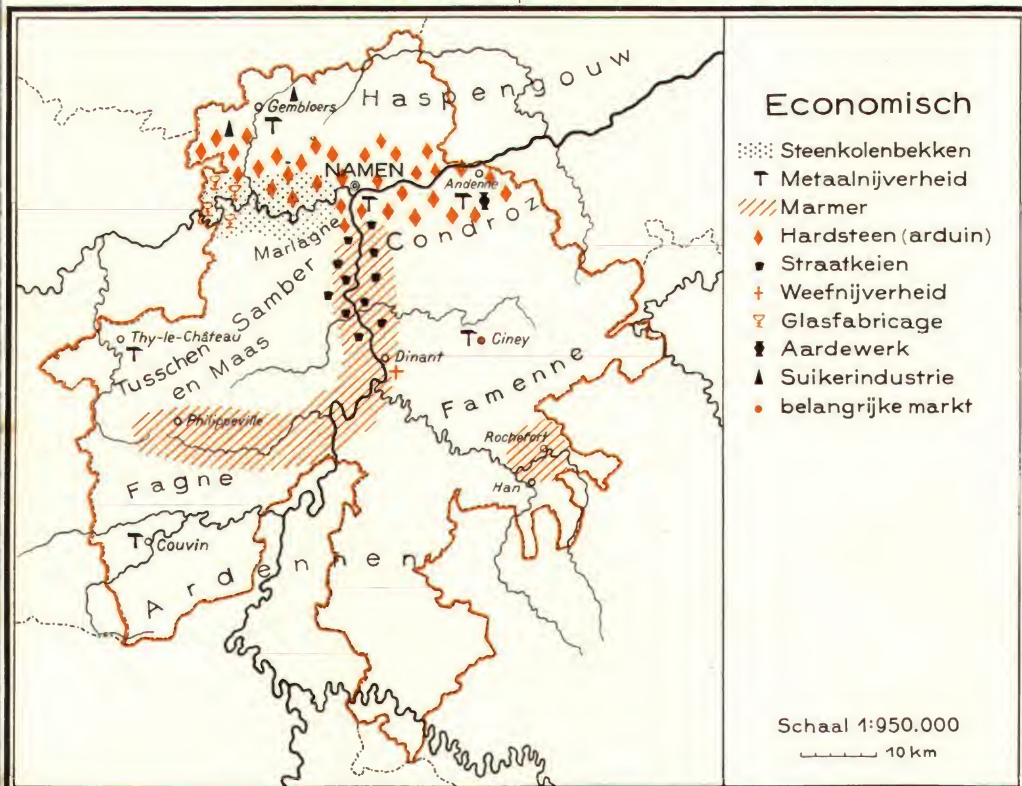 Haspengouw
Gembloers
NAMEN
Andenne
Marlagne
Condroz
Thy-le-Château
Tusschen Samber
en Maas
Ciney
Dinant
Famenne
Philippeville
Rochefort
Han
Fagne
Couvin
Ardennen
Economisch
Steenkolenbekken
Metaalnijverheid
Marmer
Hardsteen (arduin)
Straatkeien
Weefnijverheid
Glasfabricage
Aardewerk
Suikerindustrie
belangrijke markt
Schaal 1:950.000
10 km